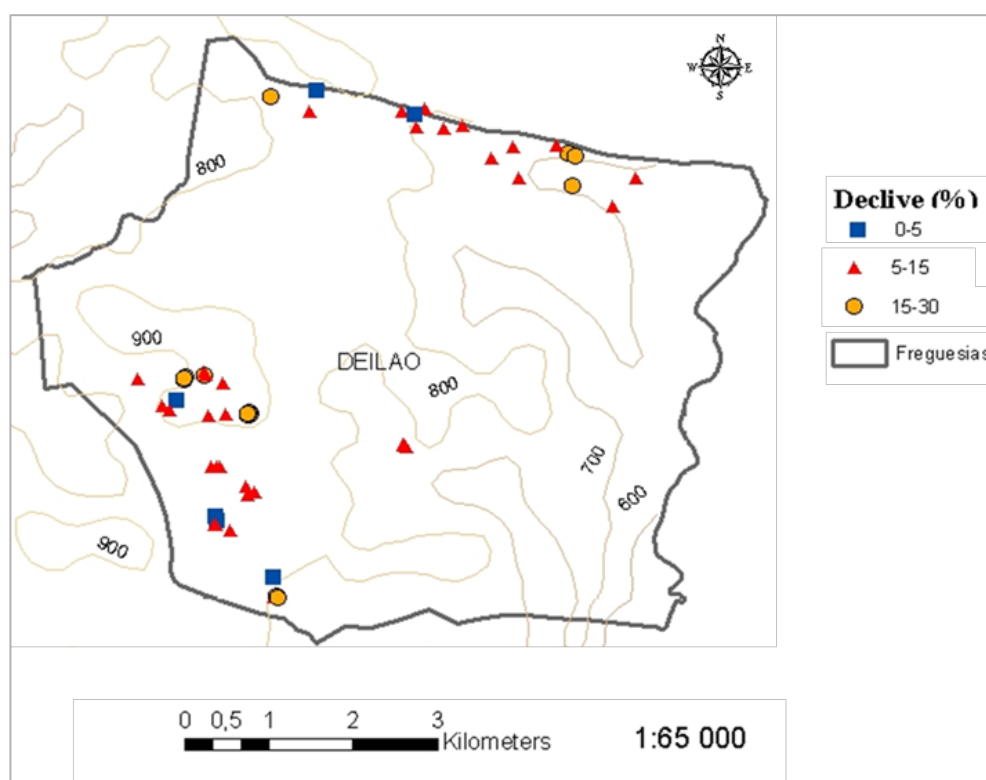 N
W E
S
800
900
DEILAO
800
700
600
900
Declive (%)
0-5
5-15
15-30
Freguesias
0 0,5 1 2 3
Kilometers
1:65 000